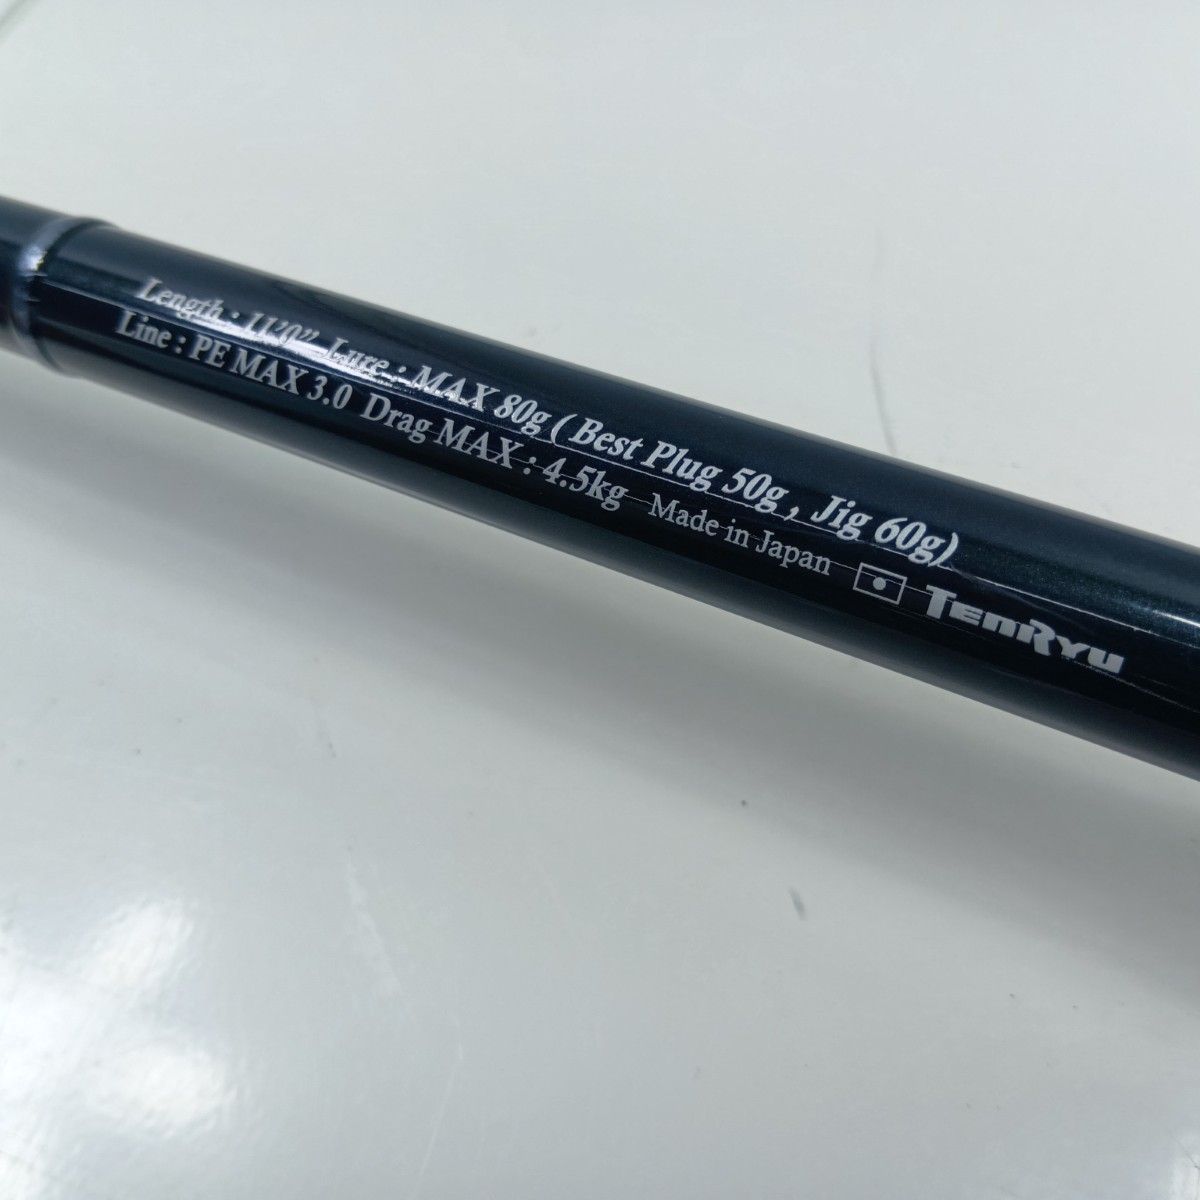 Length : 11'0" Lure : MAX 80g ( Best Plug 50g , Jig 60g)
Line : PE MAX 3.0 Drag MAX : 4.5kg Made in Japan TenRyu